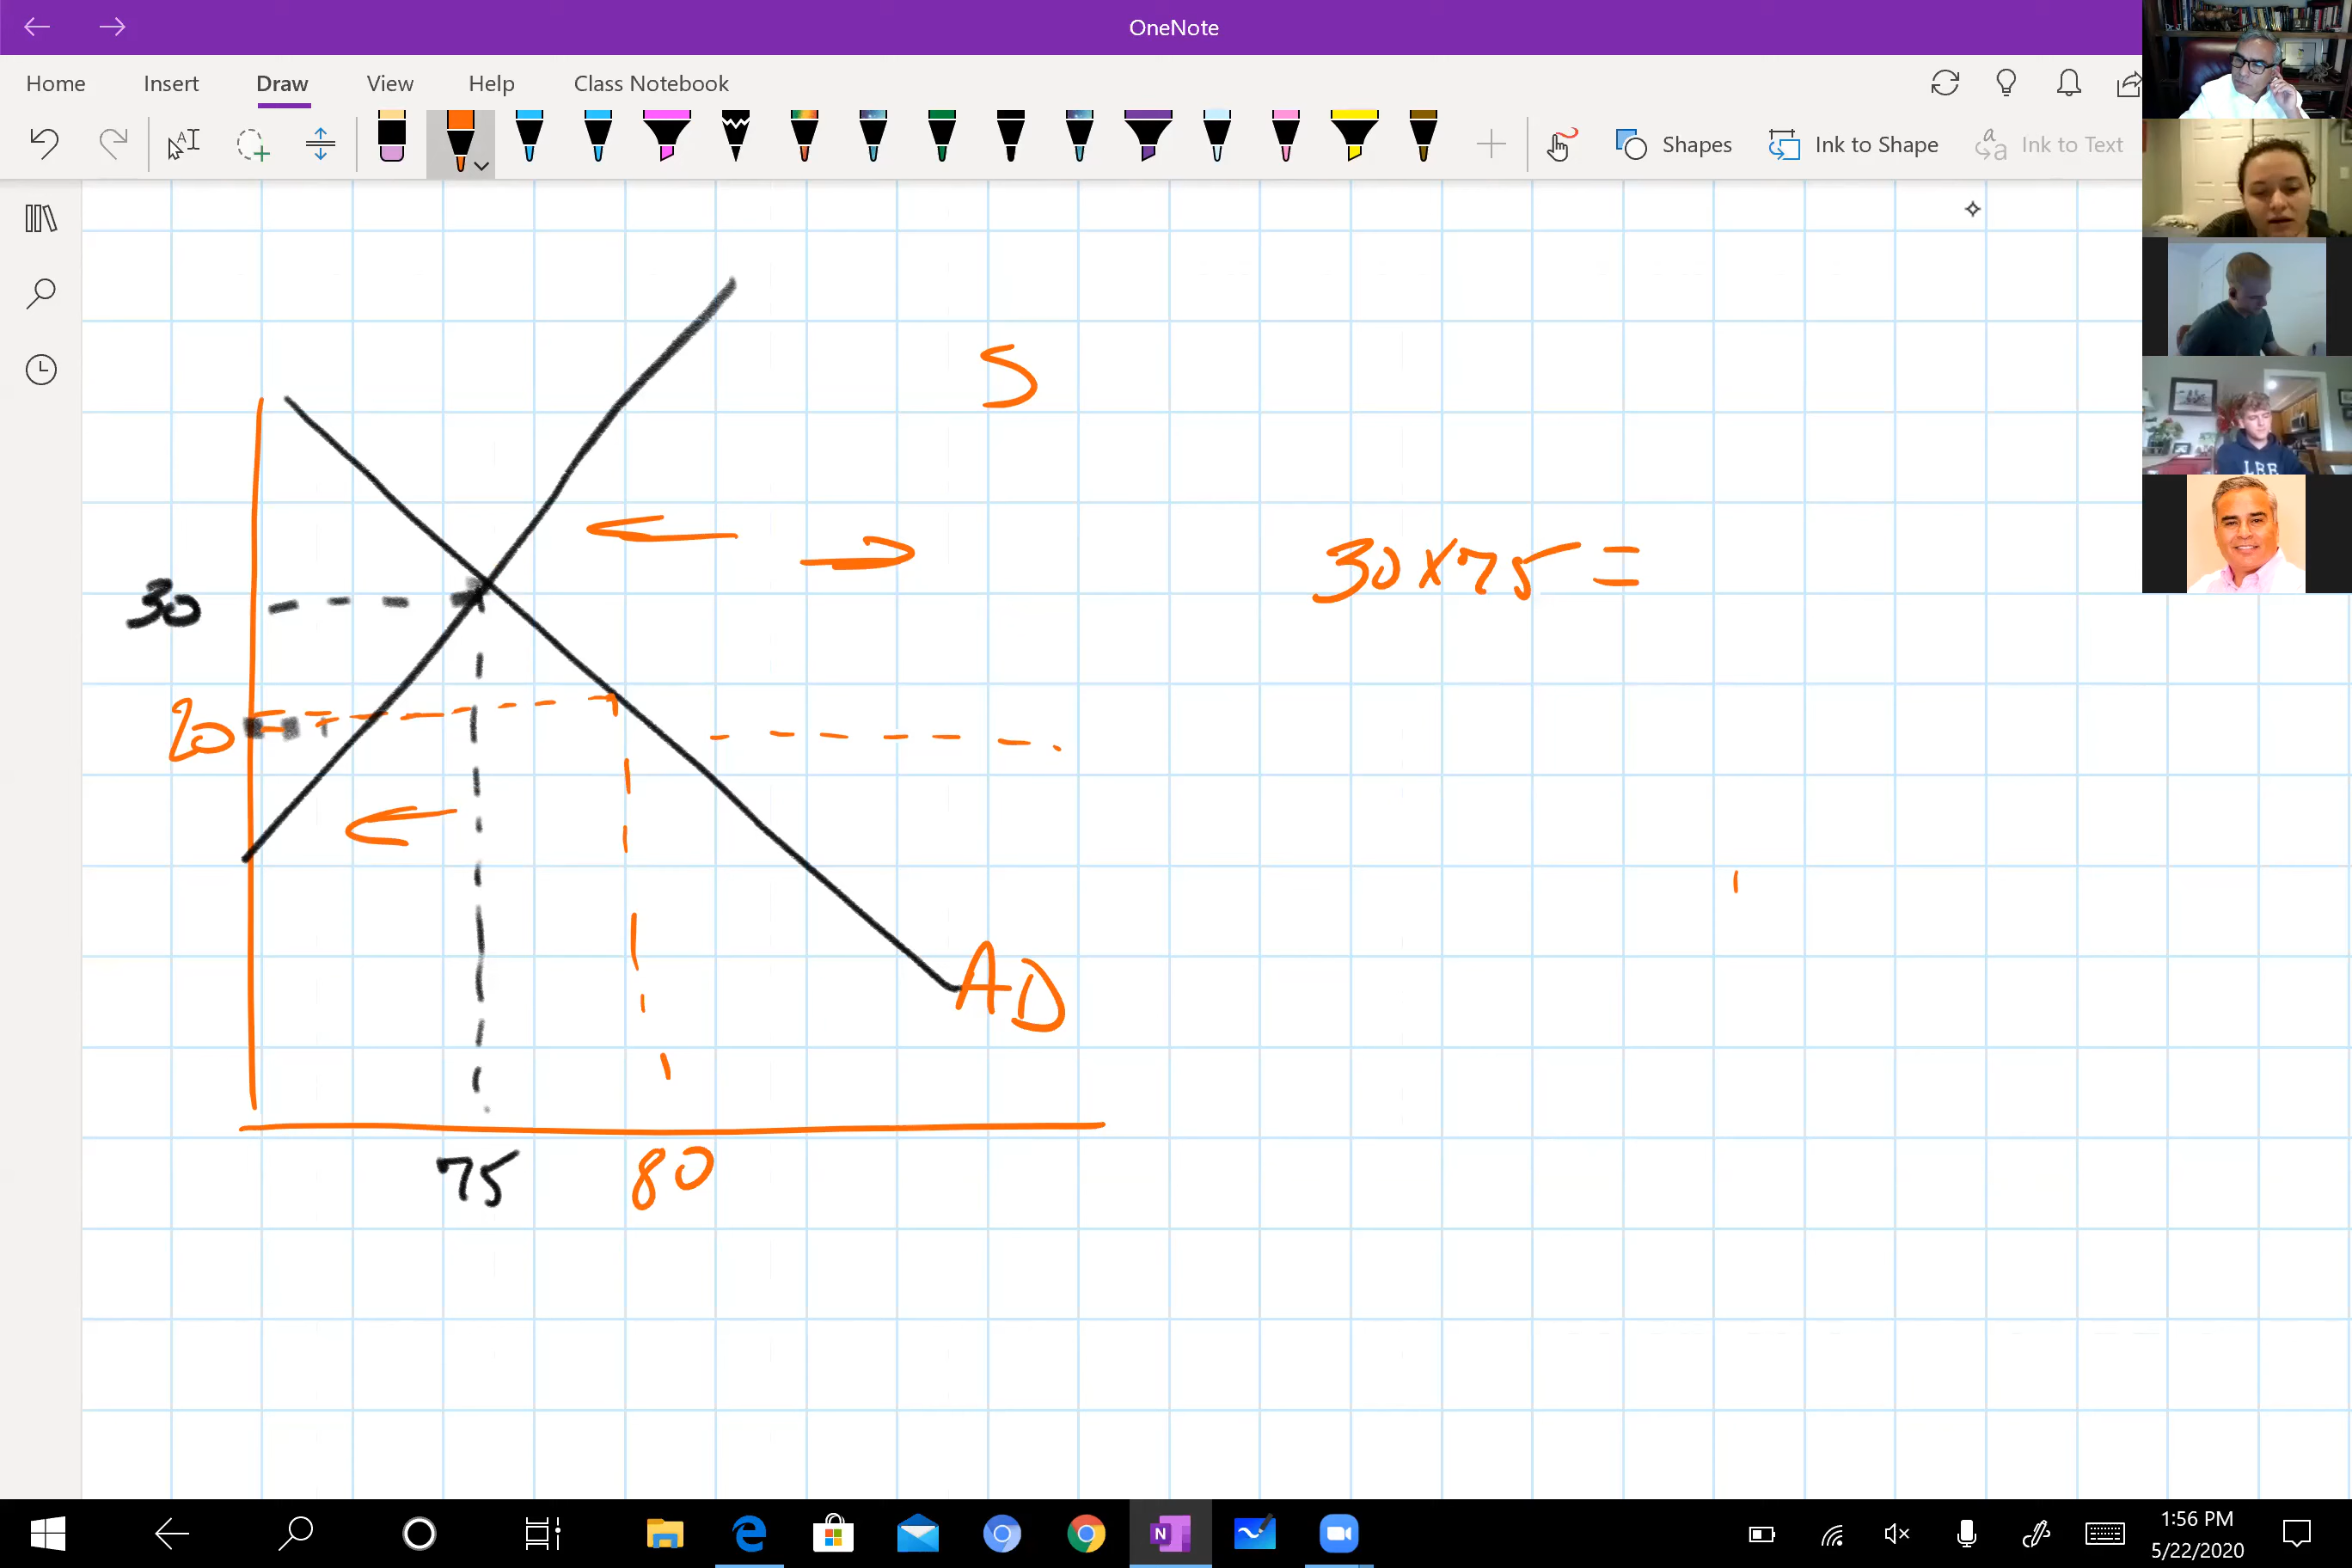 OneNote
Home Insert Draw View Help Class Notebook
Shapes Ink to Shape Ink to Text
S
30
30x75=
20
AD
75 80
LBB
1:56 PM
5/22/2020